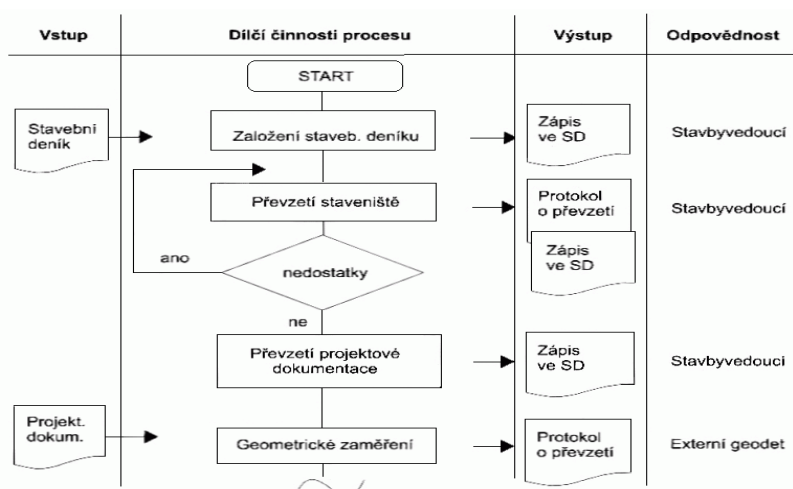 Vstup
Dílčí činnosti procesu
Výstup
Odpovědnost
START
Stavební
deník
Založení staveb. deníku
Zápis
ve SD
Stavbyvedoucí
Převzetí staveniště
Protokol
o převzetí
Stavbyvedoucí
Zápis
ve SD
ano
nedostatky
ne
Převzetí projektové
dokumentace
Zápis
ve SD
Stavbyvedoucí
Projekt.
dokum.
Geometrické zaměření
Protokol
o převzetí
Externí geodet